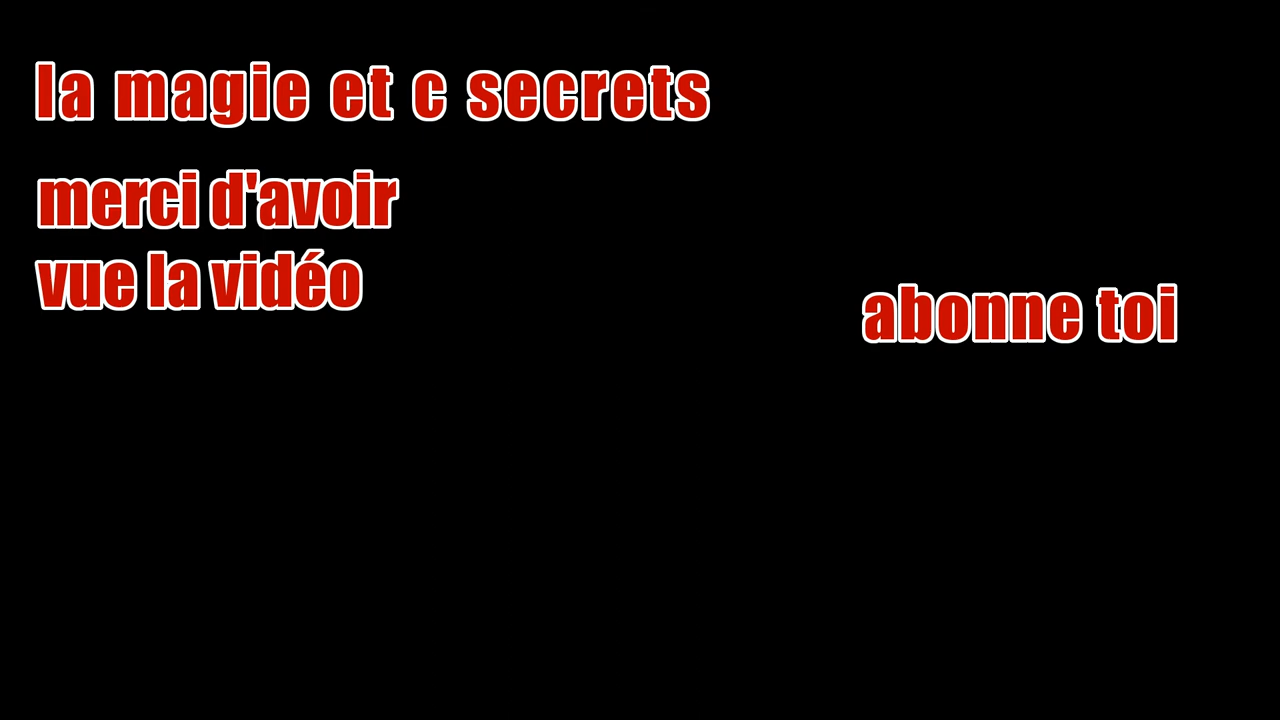 la magie et c secrets
merci d'avoir
vue la vidéo
abonne toi